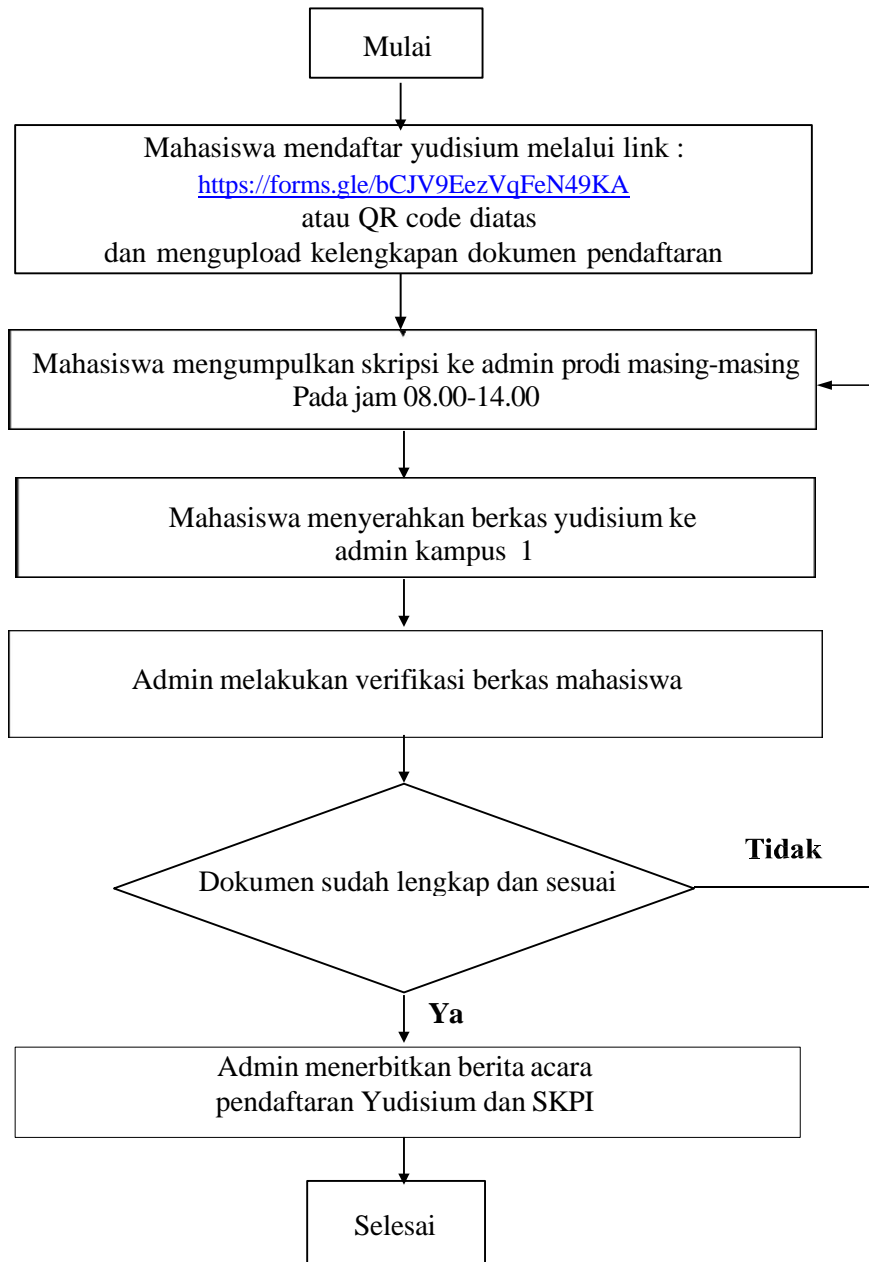 Mulai
Mahasiswa mendaftar yudisium melalui link :
https://forms.gle/bCJV9EezVqFeN49KA
atau QR code diatas
dan mengupload kelengkapan dokumen pendaftaran
Mahasiswa mengumpulkan skripsi ke admin prodi masing-masing
Pada jam 08.00-14.00
Mahasiswa menyerahkan berkas yudisium ke
admin kampus 1
Admin melakukan verifikasi berkas mahasiswa
Tidak
Dokumen sudah lengkap dan sesuai
Ya
Admin menerbitkan berita acara
pendaftaran Yudisium dan SKPI
Selesai